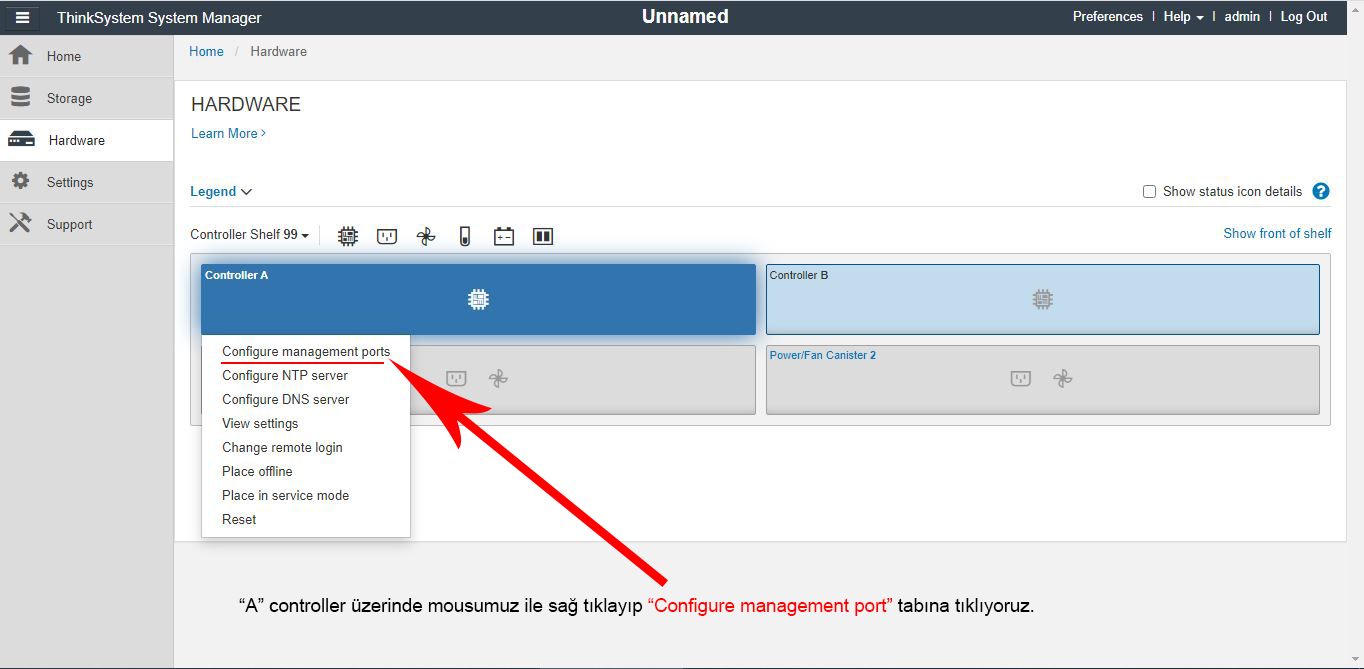 ThinkSystem System Manager
Unnamed
Preferences | Help | admin | Log Out
Home
Storage
Hardware
Settings
Support
Home / Hardware
HARDWARE
Learn More >
Legend
Show status icon details ?
Controller Shelf 99
Show front of shelf
Controller A
Controller B
Power/Fan Canister 2
Configure management ports
Configure NTP server
Configure DNS server
View settings
Change remote login
Place offline
Place in service mode
Reset
“A” controller üzerinde mousumuz ile sağ tıklayıp “Configure management port” tabına tıklıyoruz.